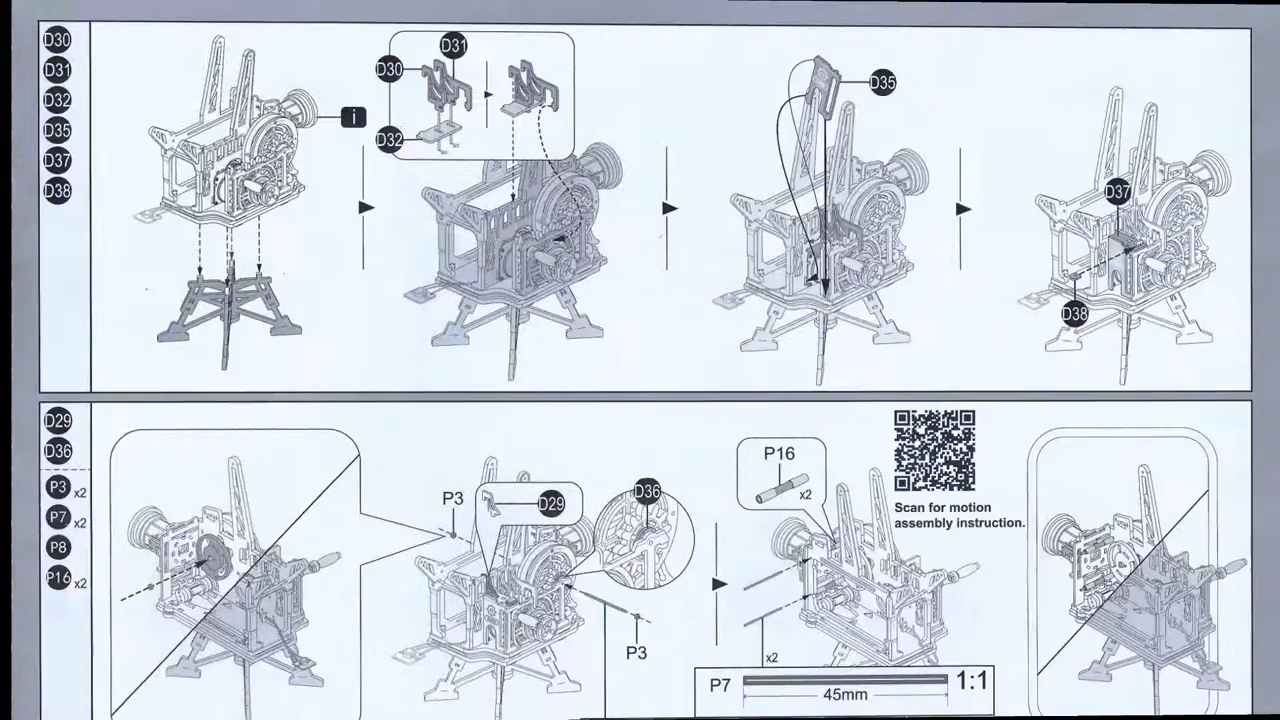 D30
D31
D32
D35
D37
D38
i
D31
D30
D32
D35
D37
D38
D29
D36
P3 x2
P7 x2
P8
P16 x2
P3
D29
D36
P3
P16
x2
Scan for motion
assembly instruction.
x2
P7
45mm
1:1